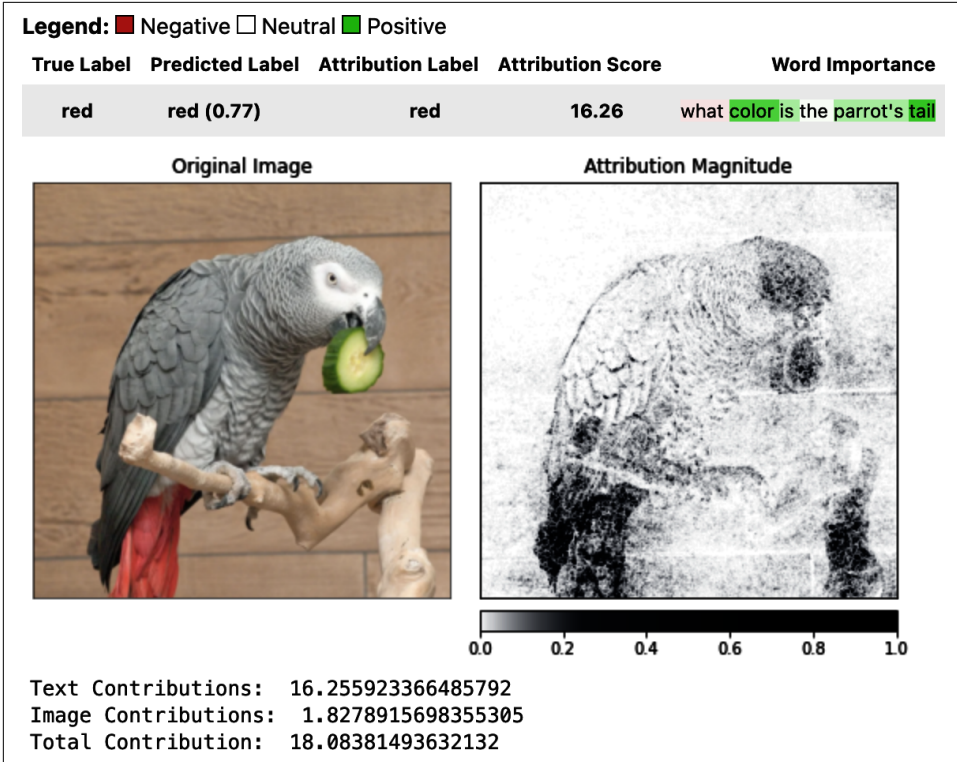 Legend: Negative Neutral Positive
True Label Predicted Label Attribution Label Attribution Score Word Importance
red red (0.77) red 16.26 what color is the parrot's tail
Original Image Attribution Magnitude
0.0 0.2 0.4 0.6 0.8 1.0
Text Contributions: 16.255923366485792
Image Contributions: 1.8278915698355305
Total Contribution: 18.08381493632132